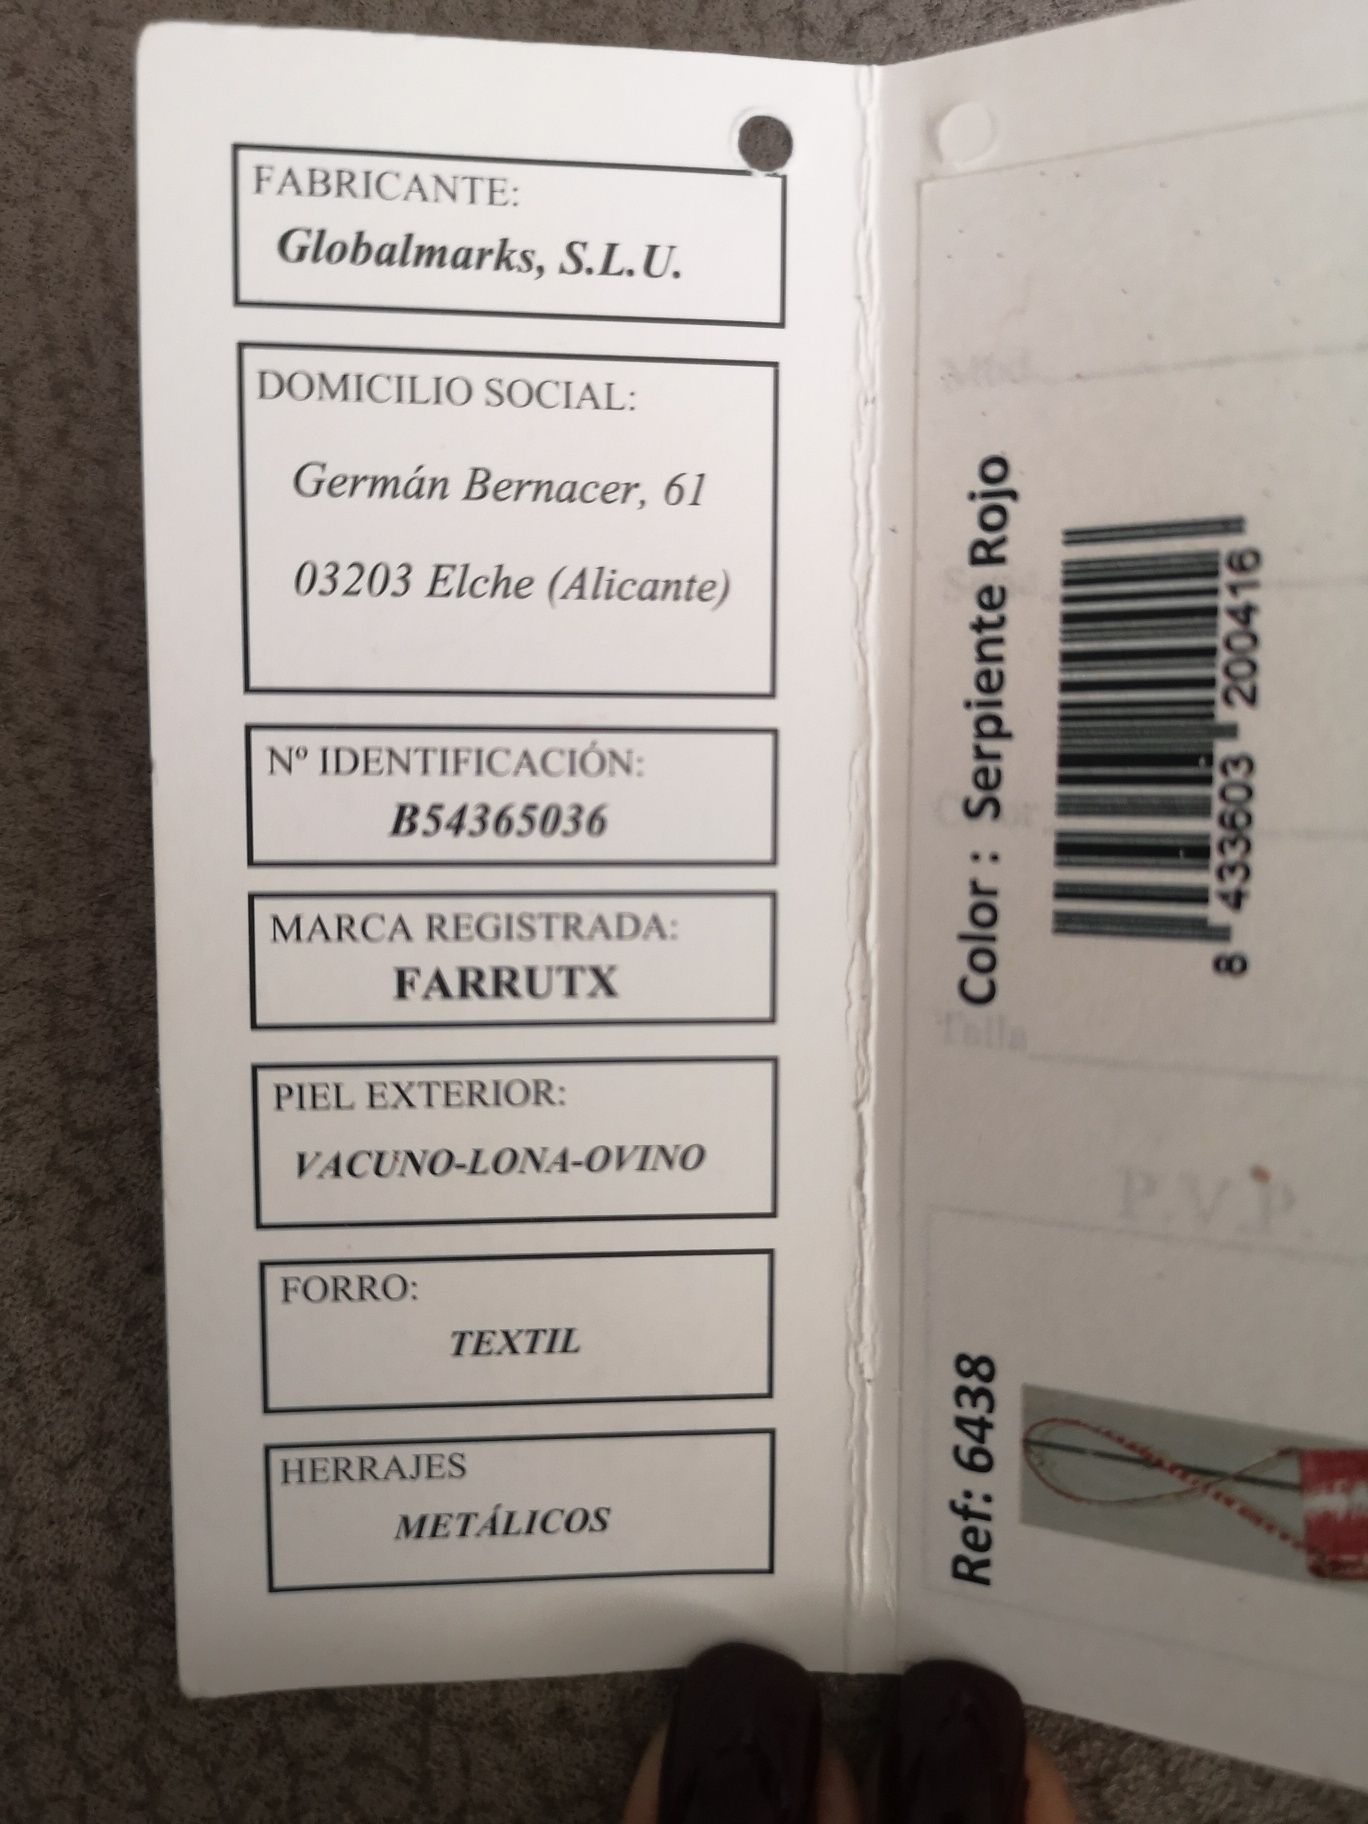 FABRICANTE:
Globalmarks, S.L.U.
DOMICILIO SOCIAL:
Germán Bernacer, 61
03203 Elche (Alicante)
Nº IDENTIFICACIÓN:
B54365036
MARCA REGISTRADA:
FARRUTX
PIEL EXTERIOR:
VACUNO-LONA-OVINO
FORRO:
TEXTIL
HERRAJES
METÁLICOS
Color : Serpiente Rojo
8 433603 200416
Talla
P.V.P.
Ref: 6438